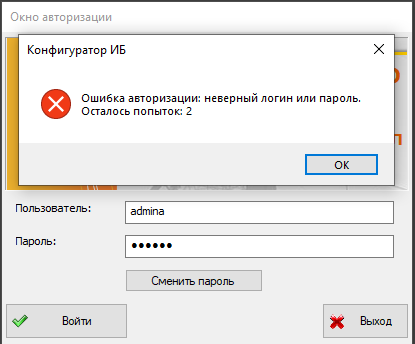 Окно авторизации
Конфигуратор ИБ
Ошибка авторизации: неверный логин или пароль.
Осталось попыток: 2
OK
Пользователь:
admina
Пароль:
••••••
Сменить пароль
Войти
Выход